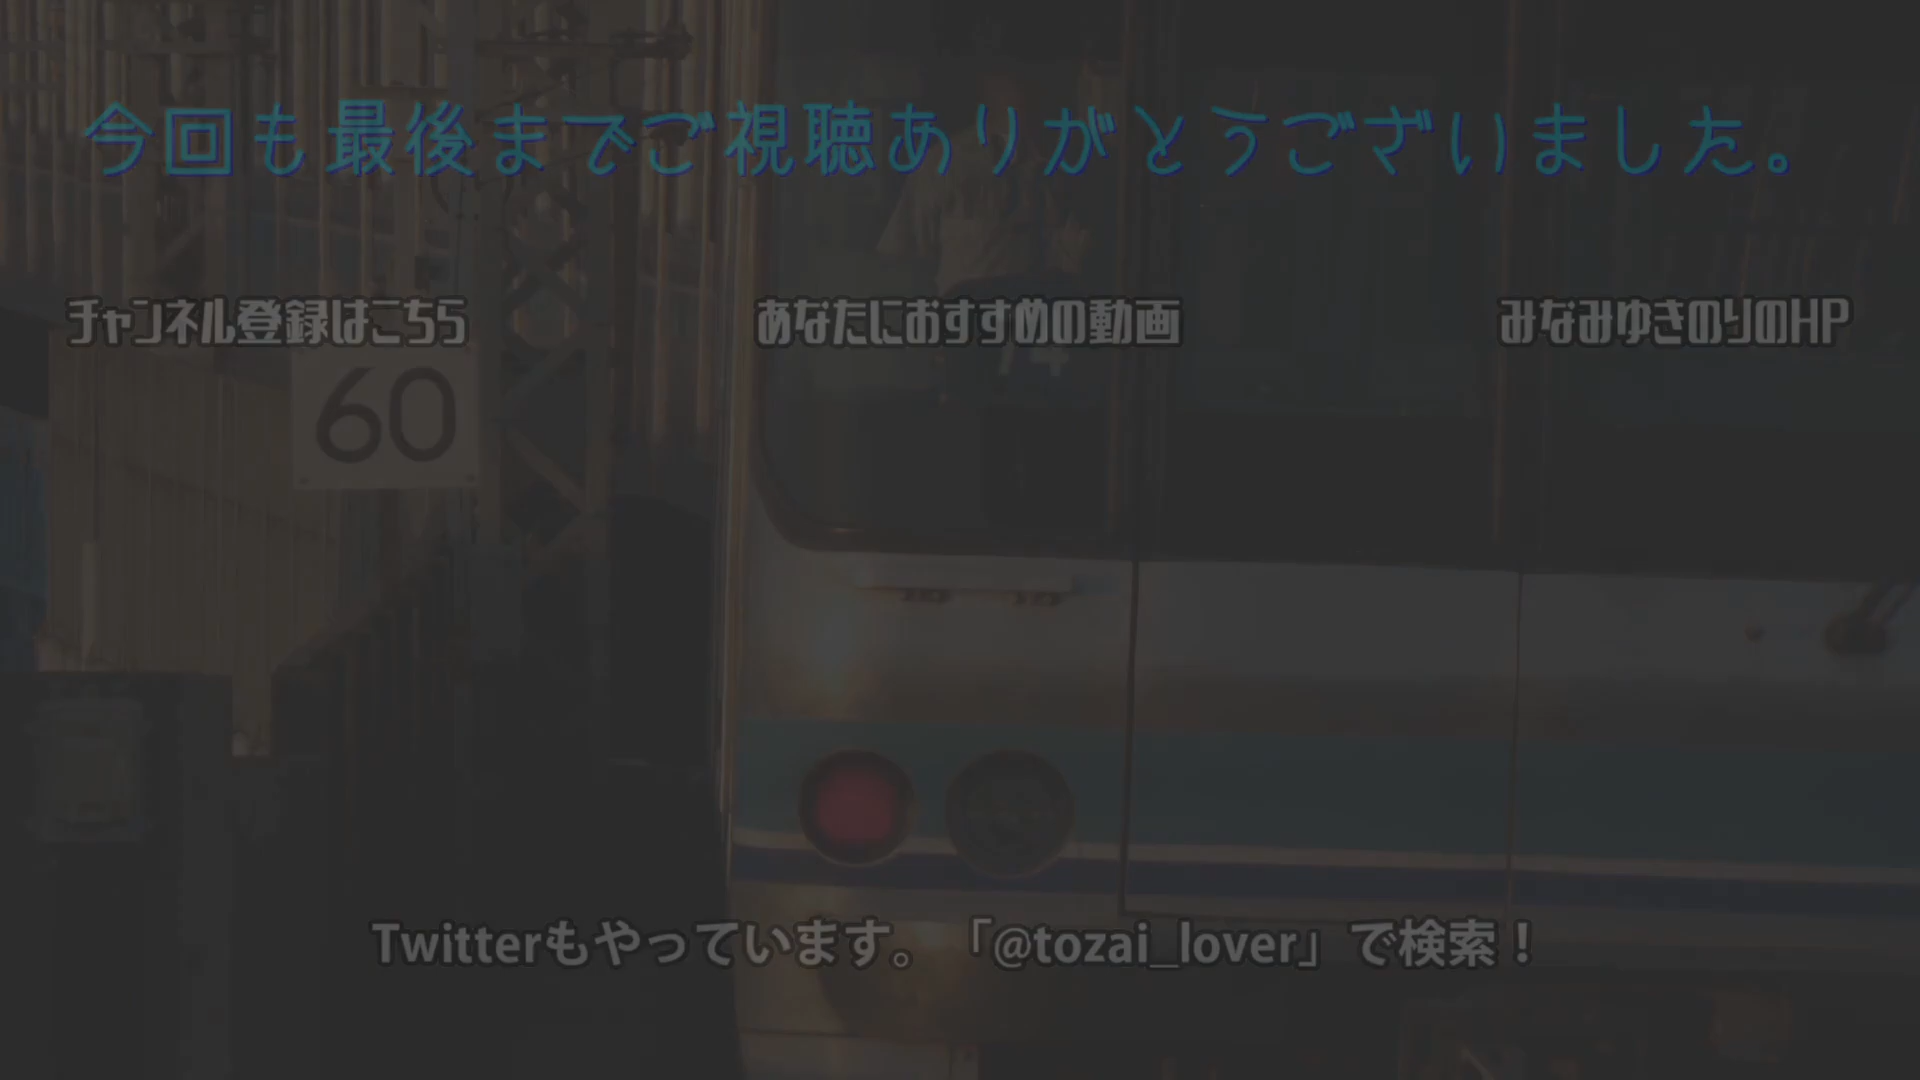 今回も最後までご視聴ありがとうございました。
チャンネル登録はこちら
あなたにおすすめの動画
みなみゆきのりのHP
60
74
Twitterもやっています。「@tozai_lover」で検索！